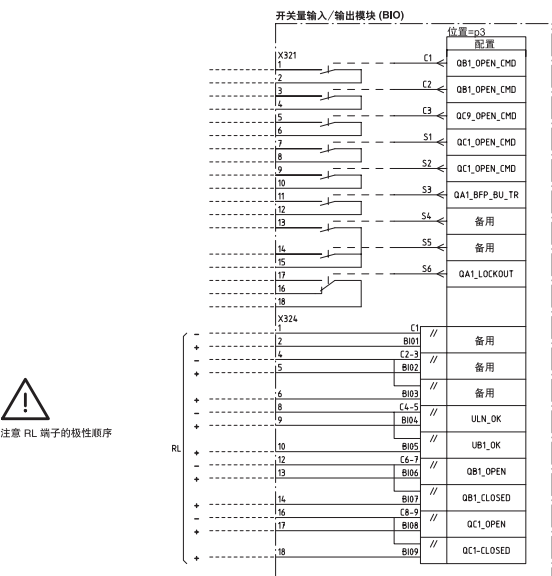 开关量输入/输出模块 (BIO)
位置=p3
配置
X321
1 C1 QB1_OPEN_CMD
2
3 C2 QB1_OPEN_CMD
4
5 C3 QC9_OPEN_CMD
6
7 S1 QC1_OPEN_CMD
8
9 S2 QC1_OPEN_CMD
10
11 S3 QA1_BFP_BU_TR
12
13 S4 备用
14 S5 备用
15
17 S6 QA1_LOCKOUT
16
18
X324
- 1 C1 //
+ 2 BI01 备用
- 4 C2-3 //
+ 5 BI02 备用
//
+ 6 BI03 备用
- 8 C4-5 //
+ 9 BI04 ULN_OK
//
+ 10 BI05 UB1_OK
- 12 C6-7 //
+ 13 BI06 QB1_OPEN
//
+ 14 BI07 QB1_CLOSED
- 16 C8-9 //
+ 17 BI08 QC1_OPEN
//
+ 18 BI09 QC1-CLOSED
RL
注意 RL 端子的极性顺序